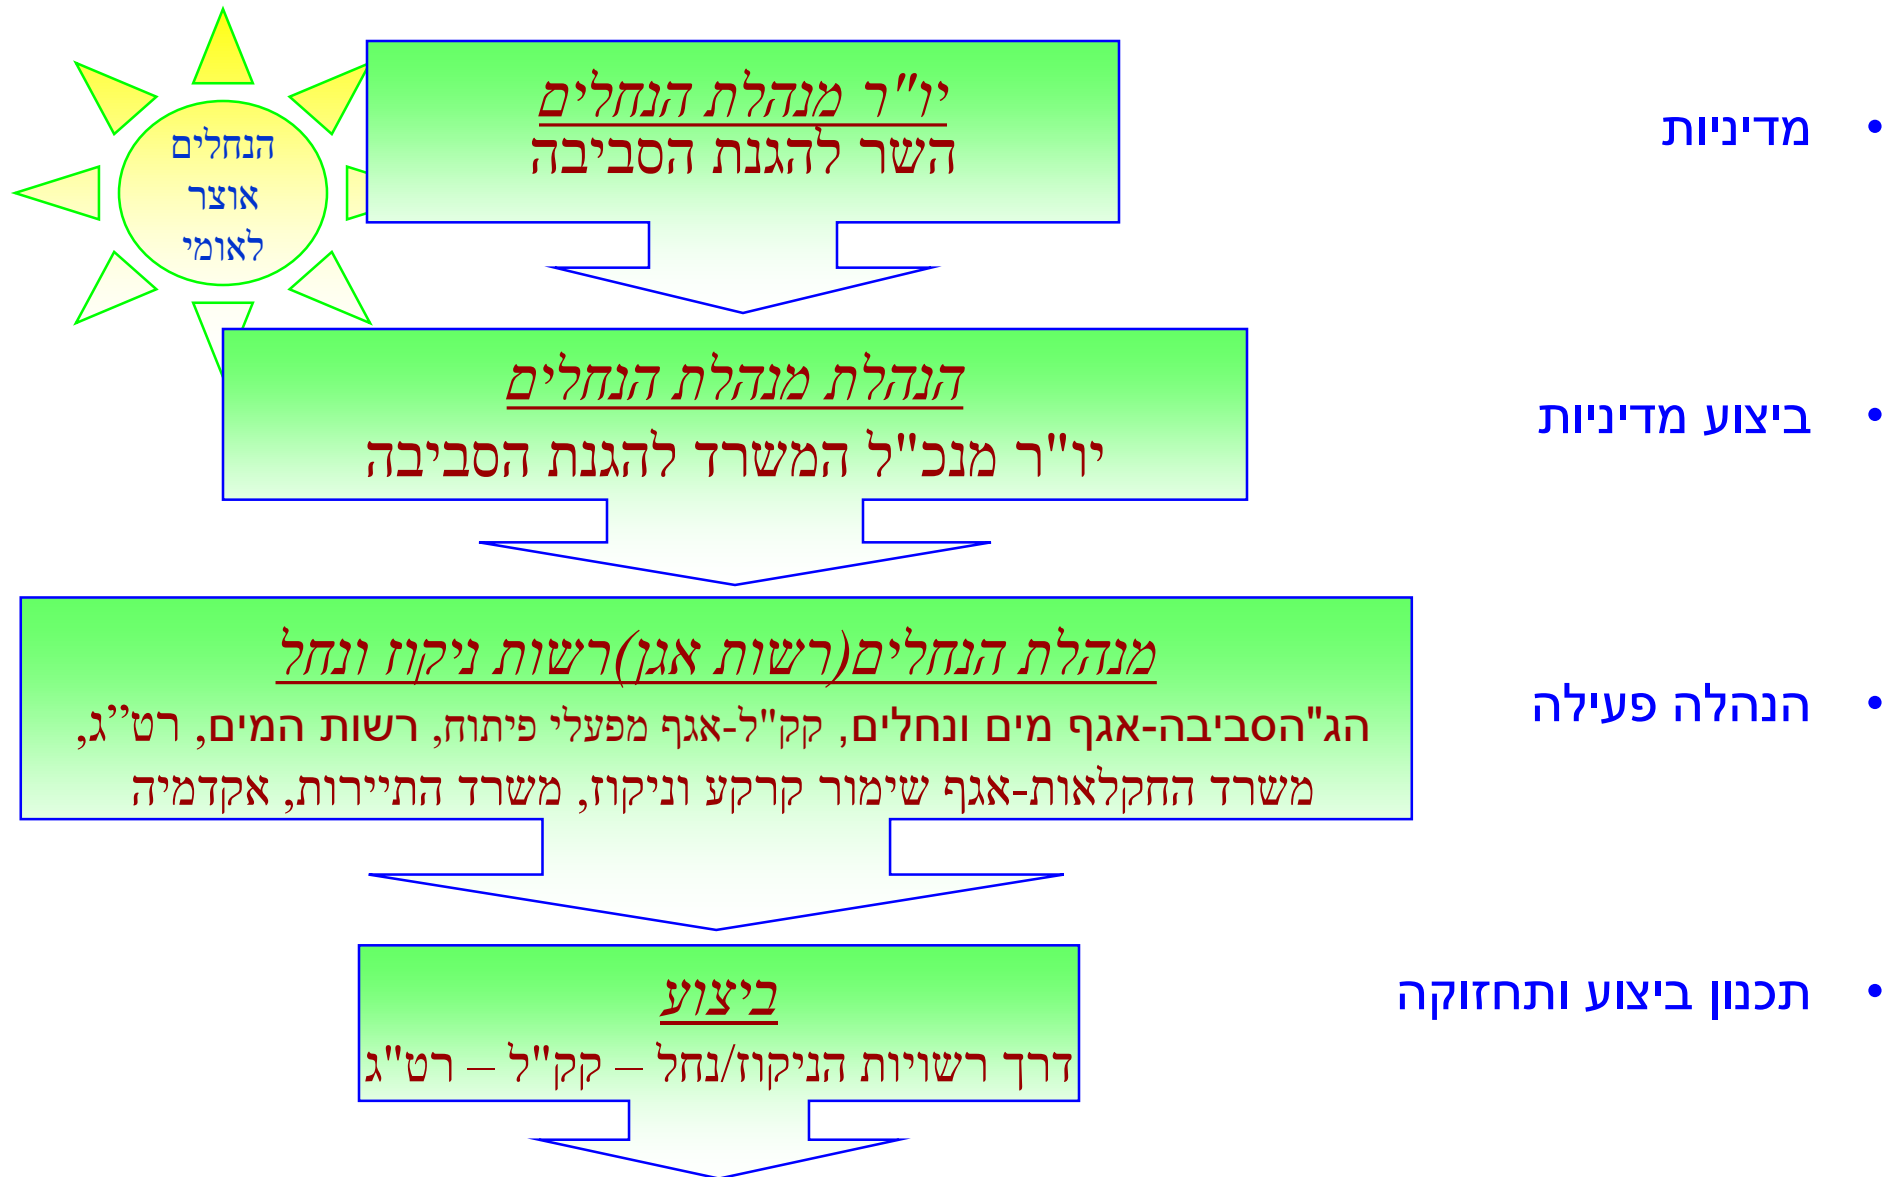 הנחלים
אוצר
לאומי
יו"ר מנהלת הנחלים
השר להגנת הסביבה
• מדיניות
הנהלת מנהלת הנחלים
יו"ר מנכ"ל המשרד להגנת הסביבה
• ביצוע מדיניות
מנהלת הנחלים(רשות אגן)רשות ניקוז ונחל
הג"הסביבה-אגף מים ונחלים, קק"ל-אגף מפעלי פיתוח, רשות המים, רט’’ג,
משרד החקלאות-אגף שימור קרקע וניקוז, משרד התיירות, אקדמיה
• הנהלה פעילה
ביצוע
דרך רשויות הניקוז/נחל – קק"ל – רט"ג
• תכנון ביצוע ותחזוקה